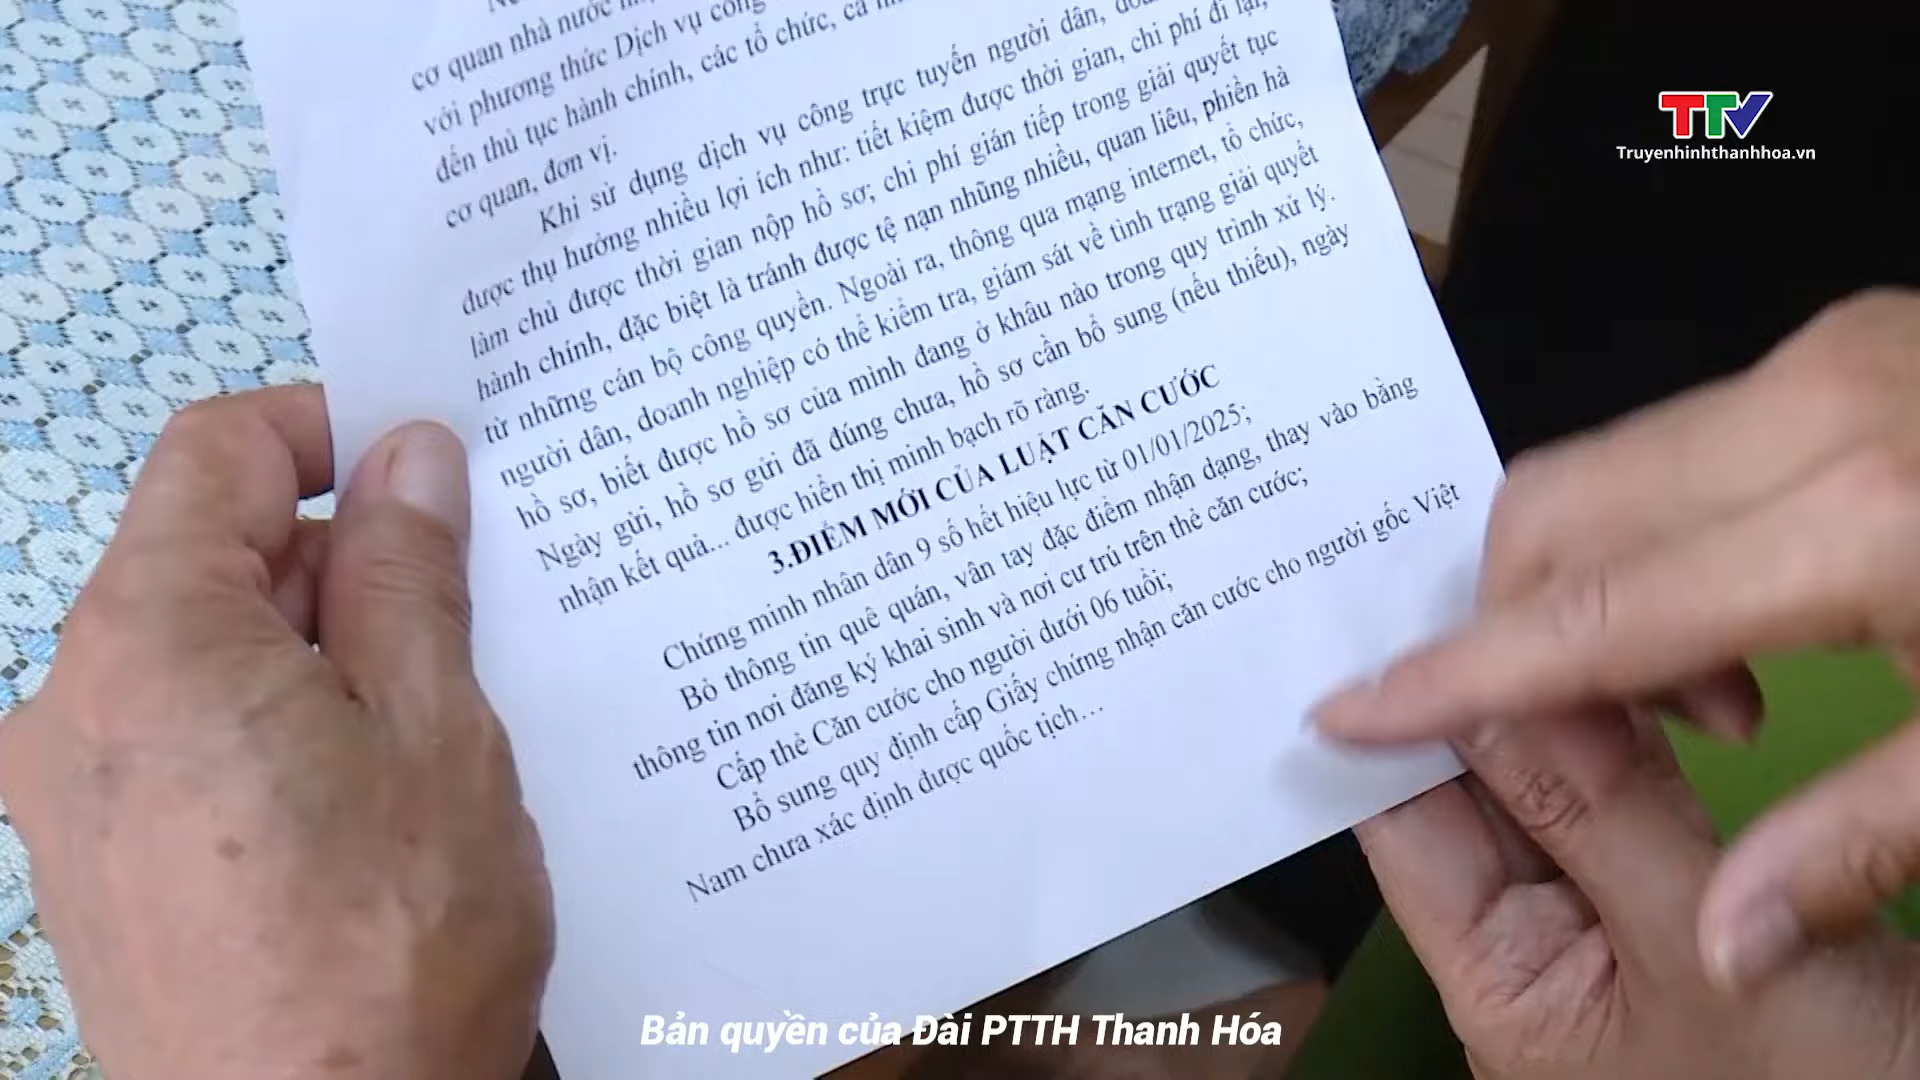 cơ quan nhà nước
với phương thức Dịch vụ công
đến thủ tục hành chính, các tổ chức, cá
cơ quan, đơn vị.
Khi sử dụng dịch vụ công trực tuyến người dân,
được thụ hưởng nhiều lợi ích như: tiết kiệm được thời gian, chi phí đi lại,
làm chủ được thời gian nộp hồ sơ; chi phí gián tiếp trong giải quyết tục
hành chính, đặc biệt là tránh được tệ nạn nhũng nhiễu, quan liêu, phiền hà
từ những cán bộ công quyền. Ngoài ra, thông qua mạng internet, tổ chức,
người dân, doanh nghiệp có thể kiểm tra, giám sát về tình trạng giải quyết
hồ sơ, biết được hồ sơ của mình đang ở khâu nào trong quy trình xử lý.
Ngày gửi, hồ sơ gửi đã đúng chưa, hồ sơ cần bổ sung (nếu thiếu), ngày
nhận kết quả... được hiển thị minh bạch rõ ràng.
3.ĐIỂM MỚI CỦA LUẬT CĂN CƯỚC
Chứng minh nhân dân 9 số hết hiệu lực từ 01/01/2025;
Bỏ thông tin quê quán, vân tay đặc điểm nhận dạng, thay vào bằng
thông tin nơi đăng ký khai sinh và nơi cư trú trên thẻ căn cước;
Cấp thẻ Căn cước cho người dưới 06 tuổi;
Bổ sung quy định cấp Giấy chứng nhận căn cước cho người gốc Việt
Nam chưa xác định được quốc tịch…
TTV
Truyenhinhthanhhoa.vn
Bản quyền của Đài PTTH Thanh Hóa